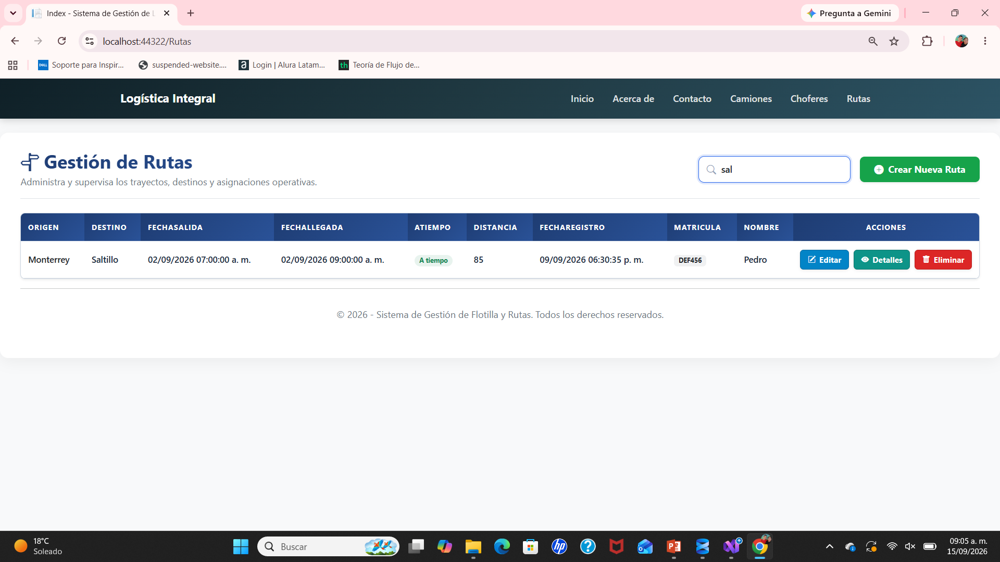 Index - Sistema de Gestión de L
Pregunta a Gemini
localhost:44322/Rutas
Soporte para Inspir...
suspended-website....
Login | Alura Latam...
Teoría de Flujo de...
Logística Integral
Inicio
Acerca de
Contacto
Camiones
Choferes
Rutas
Gestión de Rutas
Administra y supervisa los trayectos, destinos y asignaciones operativas.
sal
Crear Nueva Ruta
ORIGEN DESTINO FECHASALIDA FECHALLEGADA ATIEMPO DISTANCIA FECHAREGISTRO MATRICULA NOMBRE ACCIONES
Monterrey Saltillo 02/09/2026 07:00:00 a. m. 02/09/2026 09:00:00 a. m. A tiempo 85 09/09/2026 06:30:35 p. m. DEF456 Pedro Editar Detalles Eliminar
© 2026 - Sistema de Gestión de Flotilla y Rutas. Todos los derechos reservados.
18°C
Soleado
Buscar
09:05 a. m.
15/09/2026